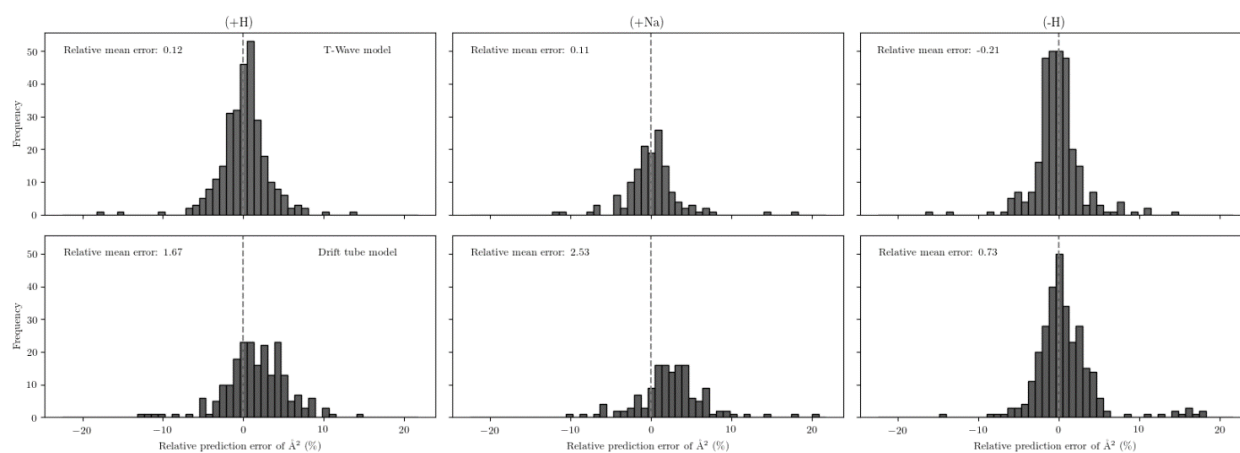 (+H)
(+Na)
(-H)
Relative mean error: 0.12
T-Wave model
Relative mean error: 0.11
Relative mean error: -0.21
50
40
30
20
10
0
Frequency
Relative mean error: 1.67
Drift tube model
Relative mean error: 2.53
Relative mean error: 0.73
50
40
30
20
10
0
Frequency
−20 −10 0 10 20
−20 −10 0 10 20
−20 −10 0 10 20
Relative prediction error of Å² (%)
Relative prediction error of Å² (%)
Relative prediction error of Å² (%)